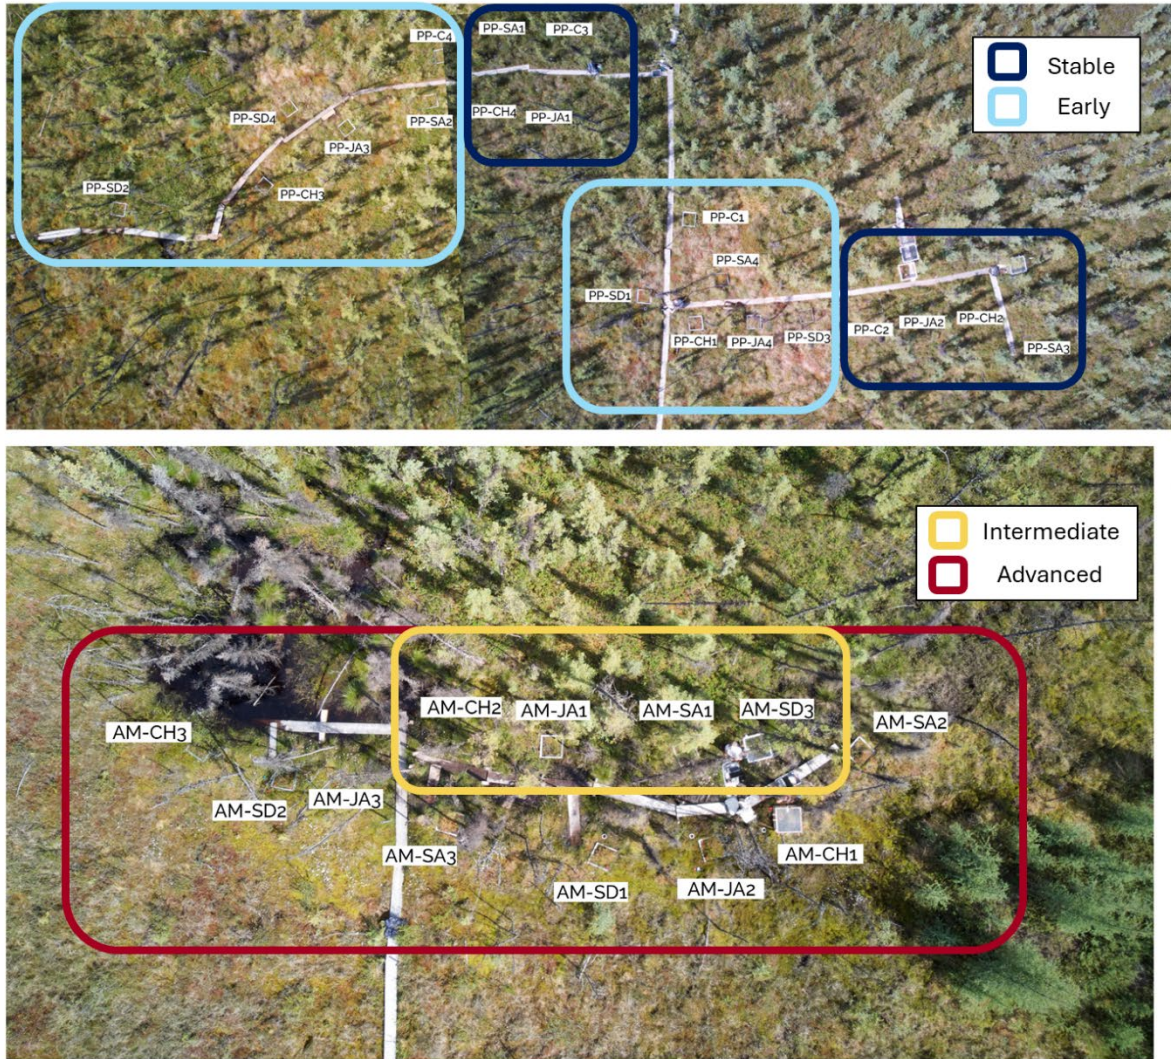 PP-C4
PP-SA1
PP-C3
Stable
Early
PP-SD4
PP-SA2
PP-CH4
PP-JA1
PP-JA3
PP-SD2
PP-CH3
PP-C1
PP-SA4
PP-SD1
PP-CH1
PP-JA4
PP-SD3
PP-C2
PP-JA2
PP-CH2
PP-SA3
Intermediate
Advanced
AM-CH2
AM-JA1
AM-SA1
AM-SD3
AM-SA2
AM-CH3
AM-SD2
AM-JA3
AM-SA3
AM-SD1
AM-JA2
AM-CH1